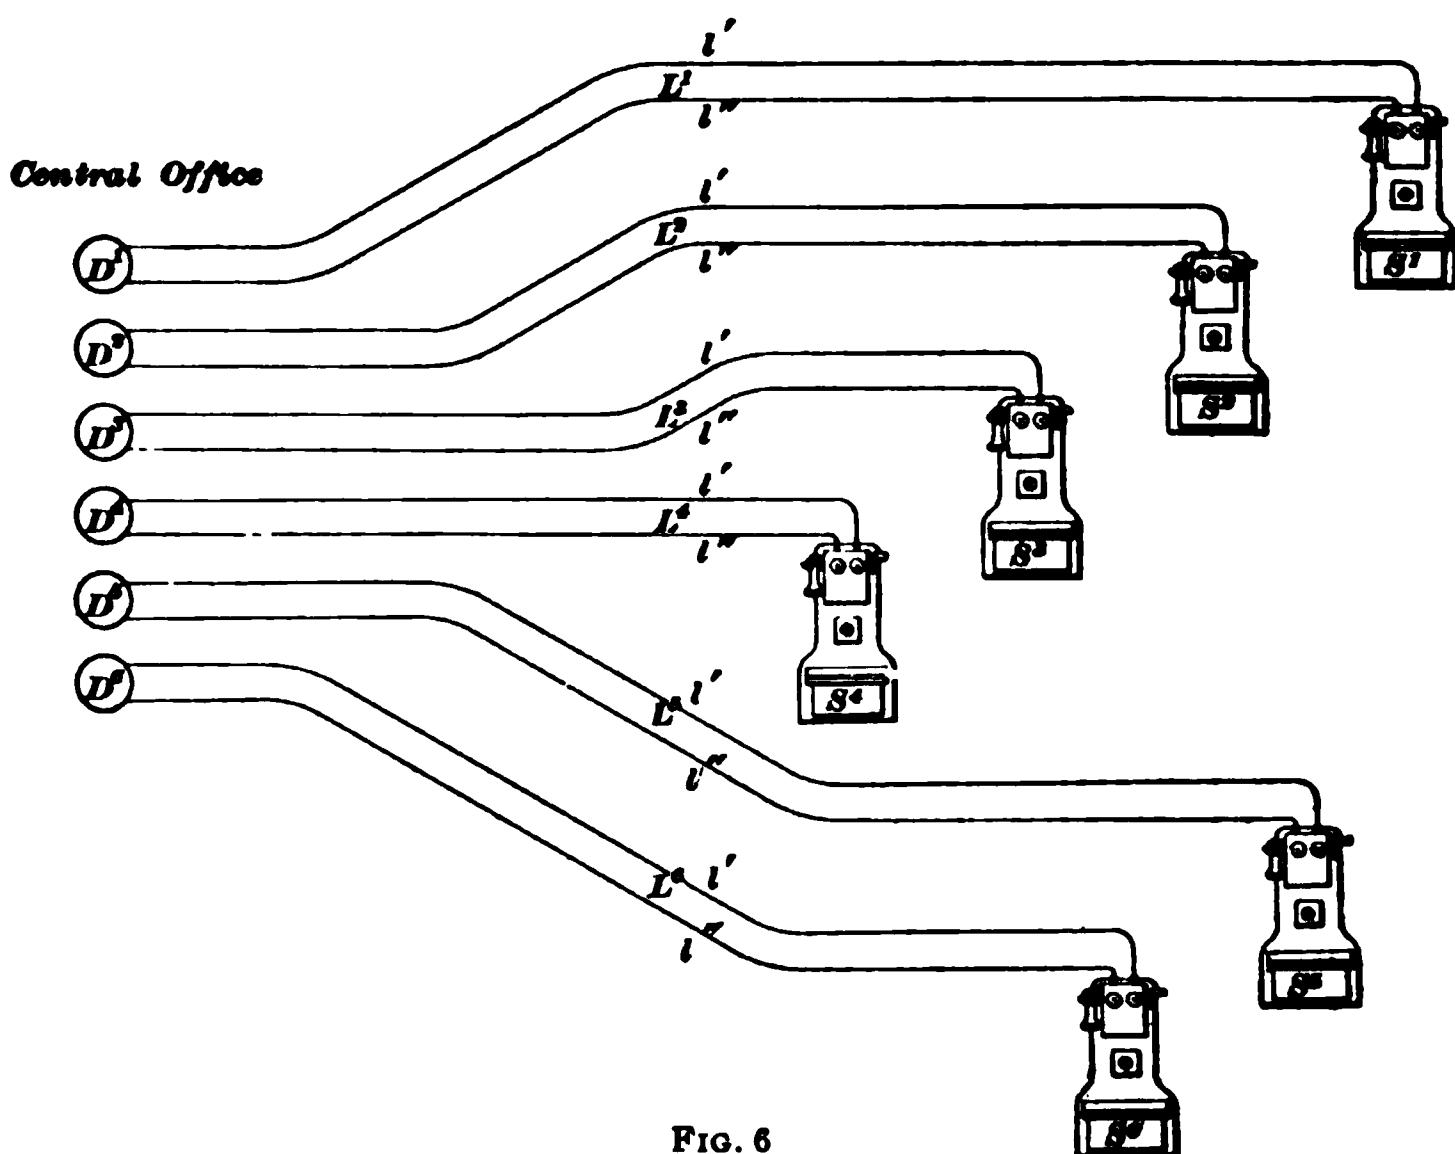 l′
L¹
l″
Central Office
l′
L²
l″
D¹
S¹
D²
l′
L³
l″
S²
D³
l′
L⁴
l″
D⁴
S³
D⁵
l′
L⁵
l″
S⁴
D⁶
l′
L⁶
l″
S⁵
S⁶
FIG. 6